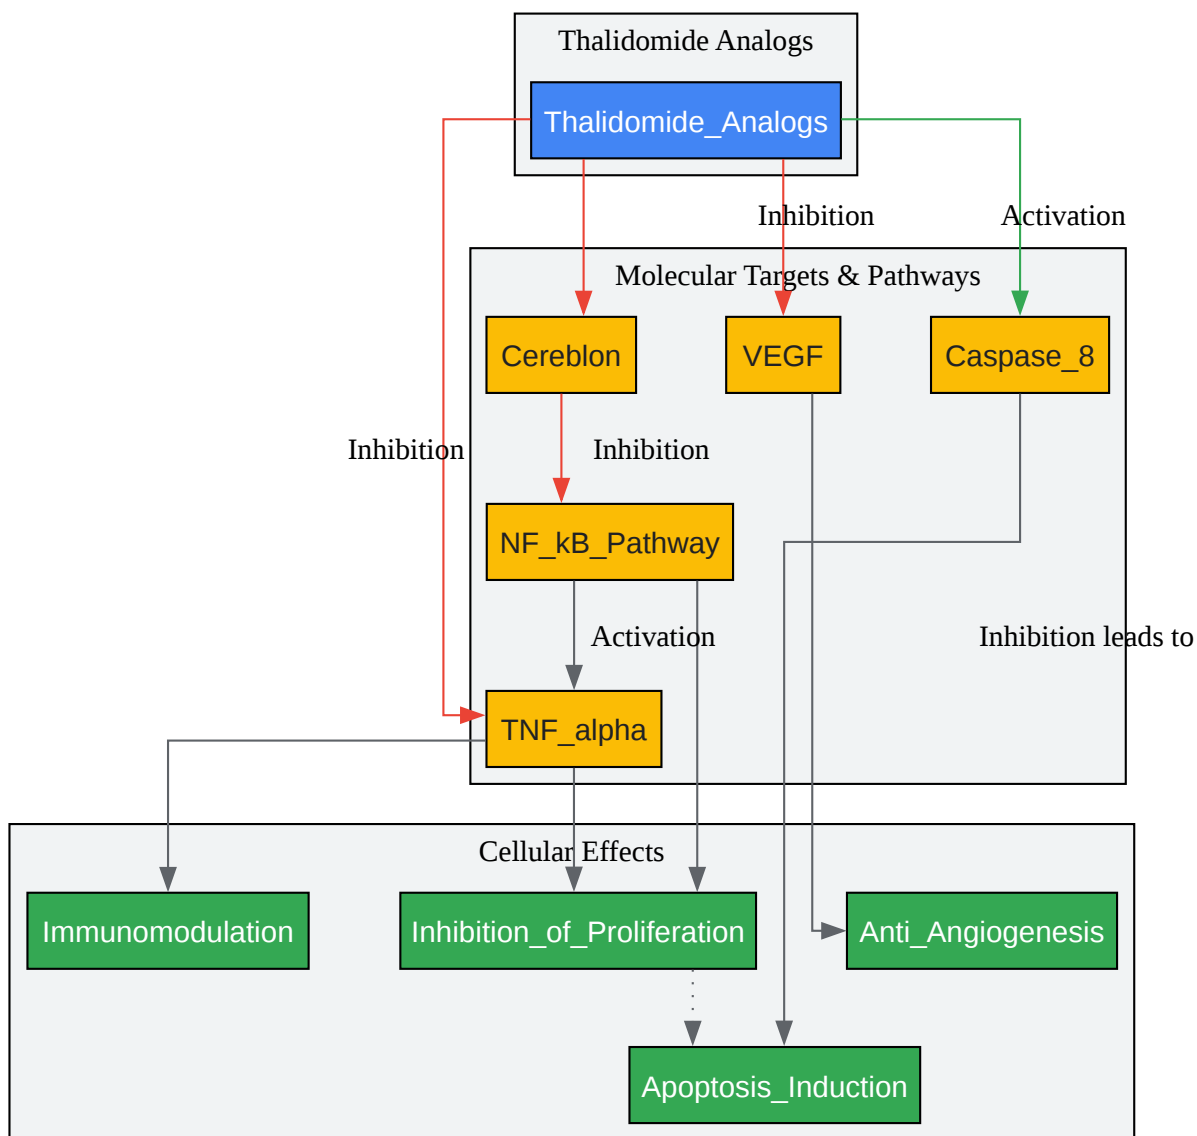 Thalidomide Analogs
Thalidomide_Analogs
Inhibition
Activation
Molecular Targets & Pathways
Cereblon
VEGF
Caspase_8
Inhibition
Inhibition
NF_kB_Pathway
Activation
Inhibition leads to
TNF_alpha
Cellular Effects
Immunomodulation
Inhibition_of_Proliferation
Anti_Angiogenesis
Apoptosis_Induction